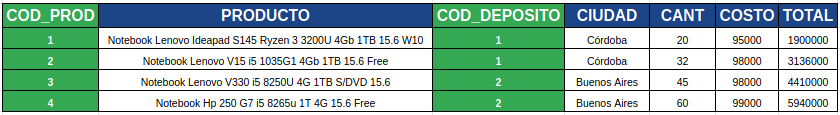 COD_PROD PRODUCTO COD_DEPOSITO CIUDAD CANT COSTO TOTAL
1 Notebook Lenovo Ideapad S145 Ryzen 3 3200U 4Gb 1TB 15.6 W10 1 Córdoba 20 95000 1900000
2 Notebook Lenovo V15 i5 1035G1 4Gb 1TB 15.6 Free 1 Córdoba 32 98000 3136000
3 Notebook Lenovo V330 i5 8250U 4G 1TB S/DVD 15.6 2 Buenos Aires 45 98000 4410000
4 Notebook Hp 250 G7 i5 8265u 1T 4G 15.6 Free 2 Buenos Aires 60 99000 5940000